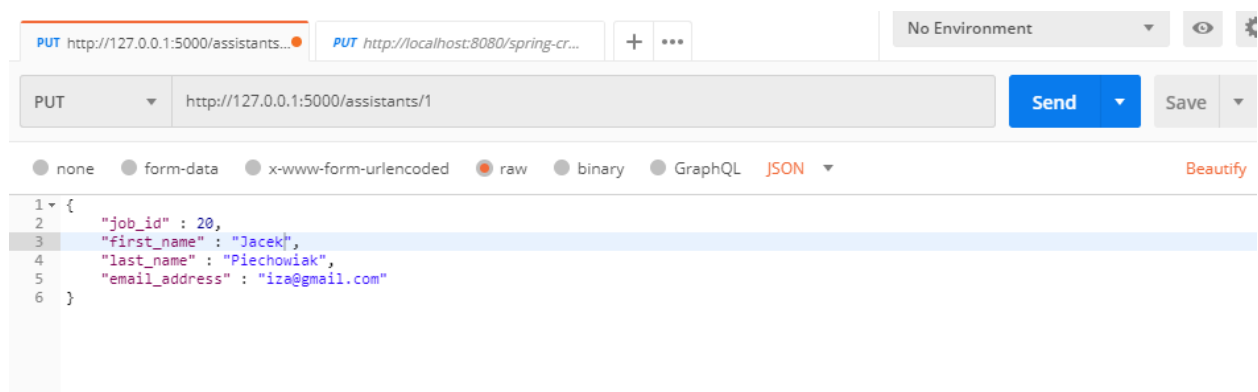 PUT http://127.0.0.1:5000/assistants... PUT http://localhost:8080/spring-cr... + ••• No Environment
PUT http://127.0.0.1:5000/assistants/1 Send Save
none form-data x-www-form-urlencoded raw binary GraphQL JSON Beautify
1 {
2 "job_id" : 20,
3 "first_name" : "Jacek",
4 "last_name" : "Piechowiak",
5 "email_address" : "iza@gmail.com"
6 }